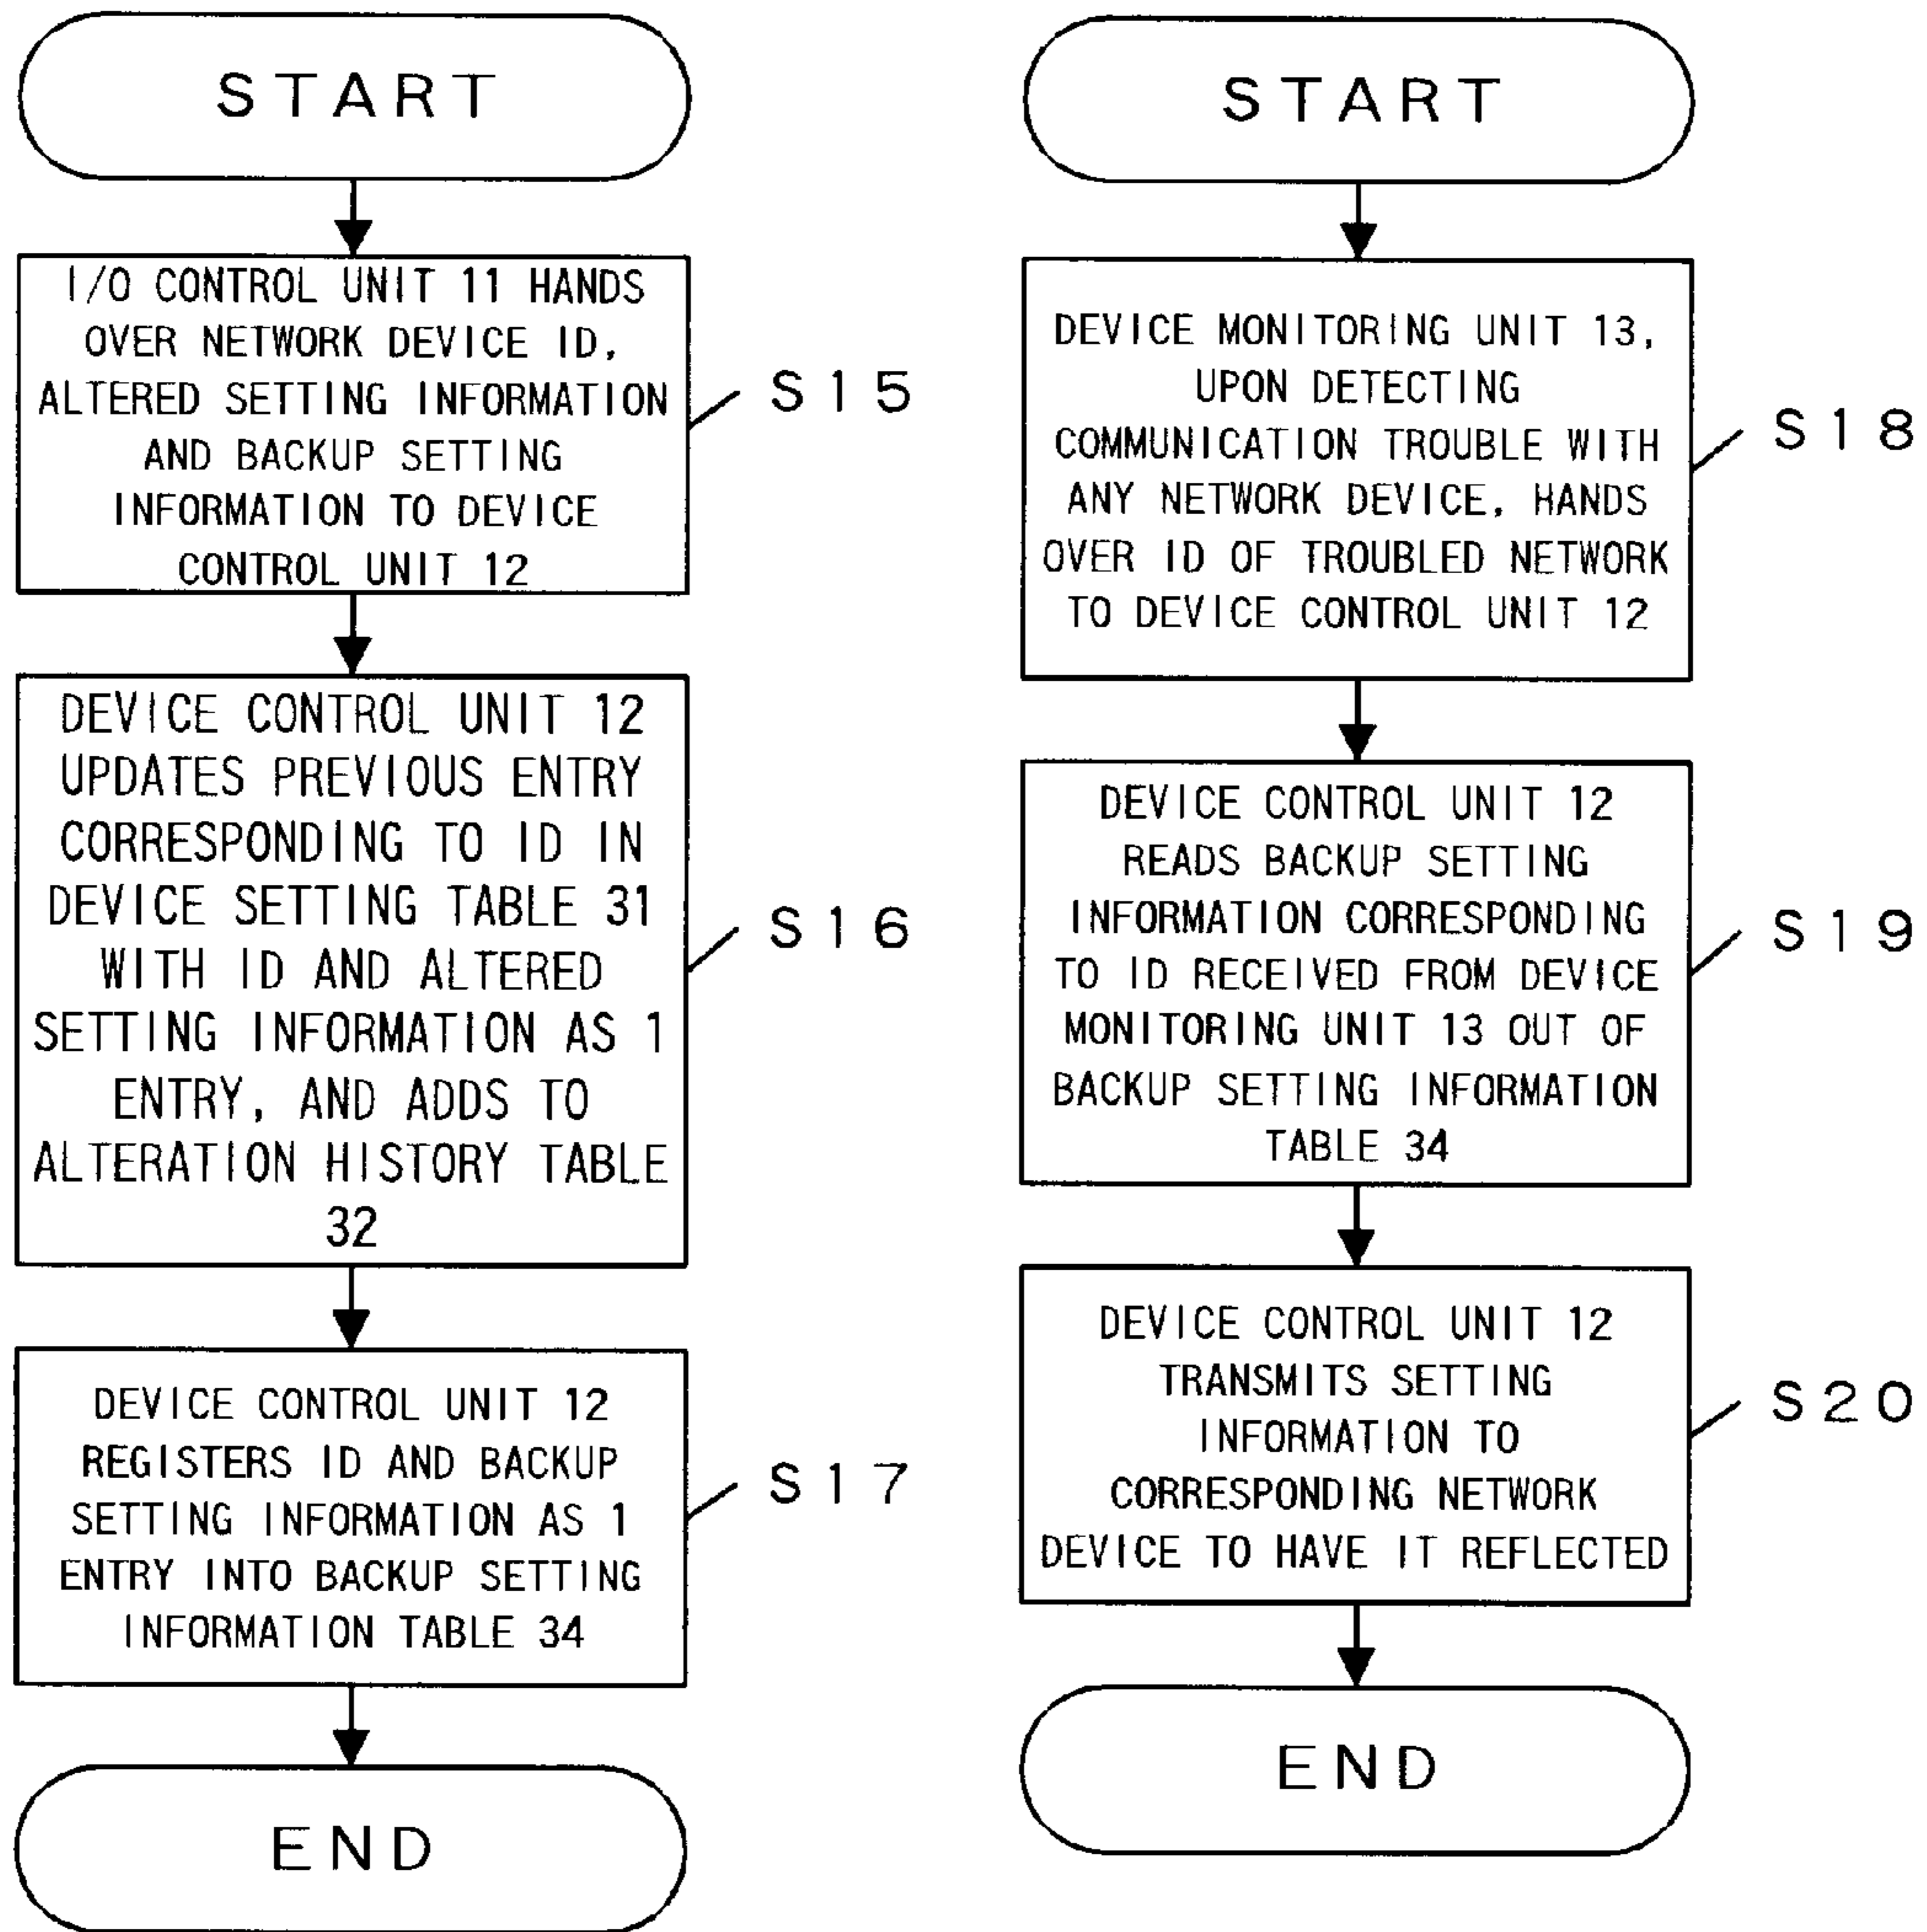 START
I/O CONTROL UNIT 11 HANDS
OVER NETWORK DEVICE ID,
ALTERED SETTING INFORMATION
AND BACKUP SETTING
INFORMATION TO DEVICE
CONTROL UNIT 12
S15
DEVICE CONTROL UNIT 12
UPDATES PREVIOUS ENTRY
CORRESPONDING TO ID IN
DEVICE SETTING TABLE 31
WITH ID AND ALTERED
SETTING INFORMATION AS 1
ENTRY, AND ADDS TO
ALTERATION HISTORY TABLE
32
S16
DEVICE CONTROL UNIT 12
REGISTERS ID AND BACKUP
SETTING INFORMATION AS 1
ENTRY INTO BACKUP SETTING
INFORMATION TABLE 34
S17
END
START
DEVICE MONITORING UNIT 13,
UPON DETECTING
COMMUNICATION TROUBLE WITH
ANY NETWORK DEVICE, HANDS
OVER ID OF TROUBLED NETWORK
TO DEVICE CONTROL UNIT 12
S18
DEVICE CONTROL UNIT 12
READS BACKUP SETTING
INFORMATION CORRESPONDING
TO ID RECEIVED FROM DEVICE
MONITORING UNIT 13 OUT OF
BACKUP SETTING INFORMATION
TABLE 34
S19
DEVICE CONTROL UNIT 12
TRANSMITS SETTING
INFORMATION TO
CORRESPONDING NETWORK
DEVICE TO HAVE IT REFLECTED
S20
END